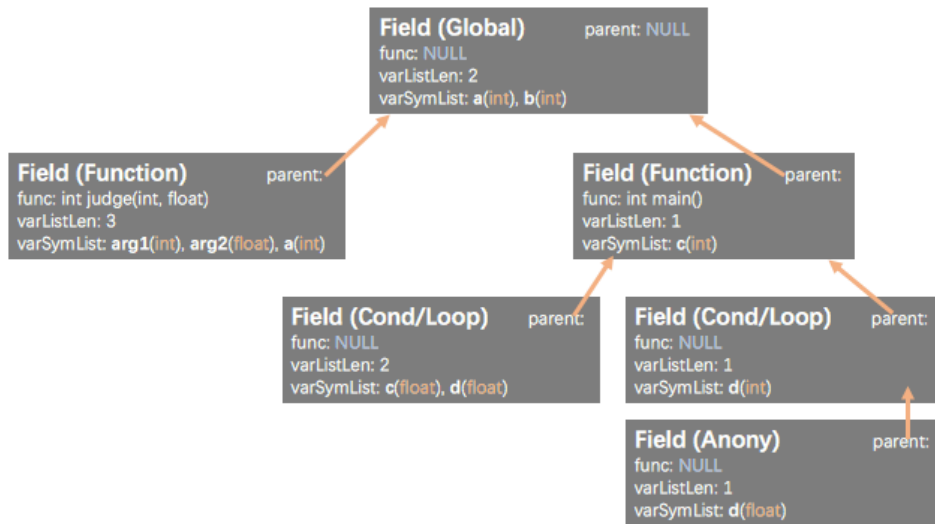 Field (Global) parent: NULL
func: NULL
varListLen: 2
varSymList: a(int), b(int)
Field (Function) parent:
func: int judge(int, float)
varListLen: 3
varSymList: arg1(int), arg2(float), a(int)
Field (Function) parent:
func: int main()
varListLen: 1
varSymList: c(int)
Field (Cond/Loop) parent:
func: NULL
varListLen: 2
varSymList: c(float), d(float)
Field (Cond/Loop) parent:
func: NULL
varListLen: 1
varSymList: d(int)
Field (Anony) parent:
func: NULL
varListLen: 1
varSymList: d(float)